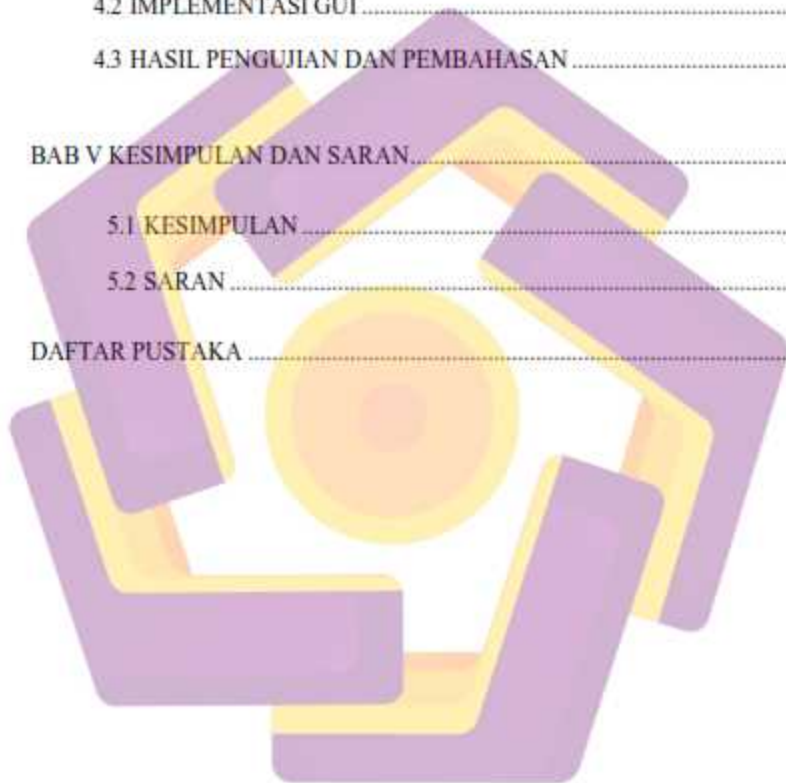 4.2 IMPLEMENTASI GUI ........................................
4.3 HASIL PENGUJIAN DAN PEMBAHASAN ........................................
BAB V KESIMPULAN DAN SARAN ........................................
5.1 KESIMPULAN ........................................
5.2 SARAN ........................................
DAFTAR PUSTAKA ........................................